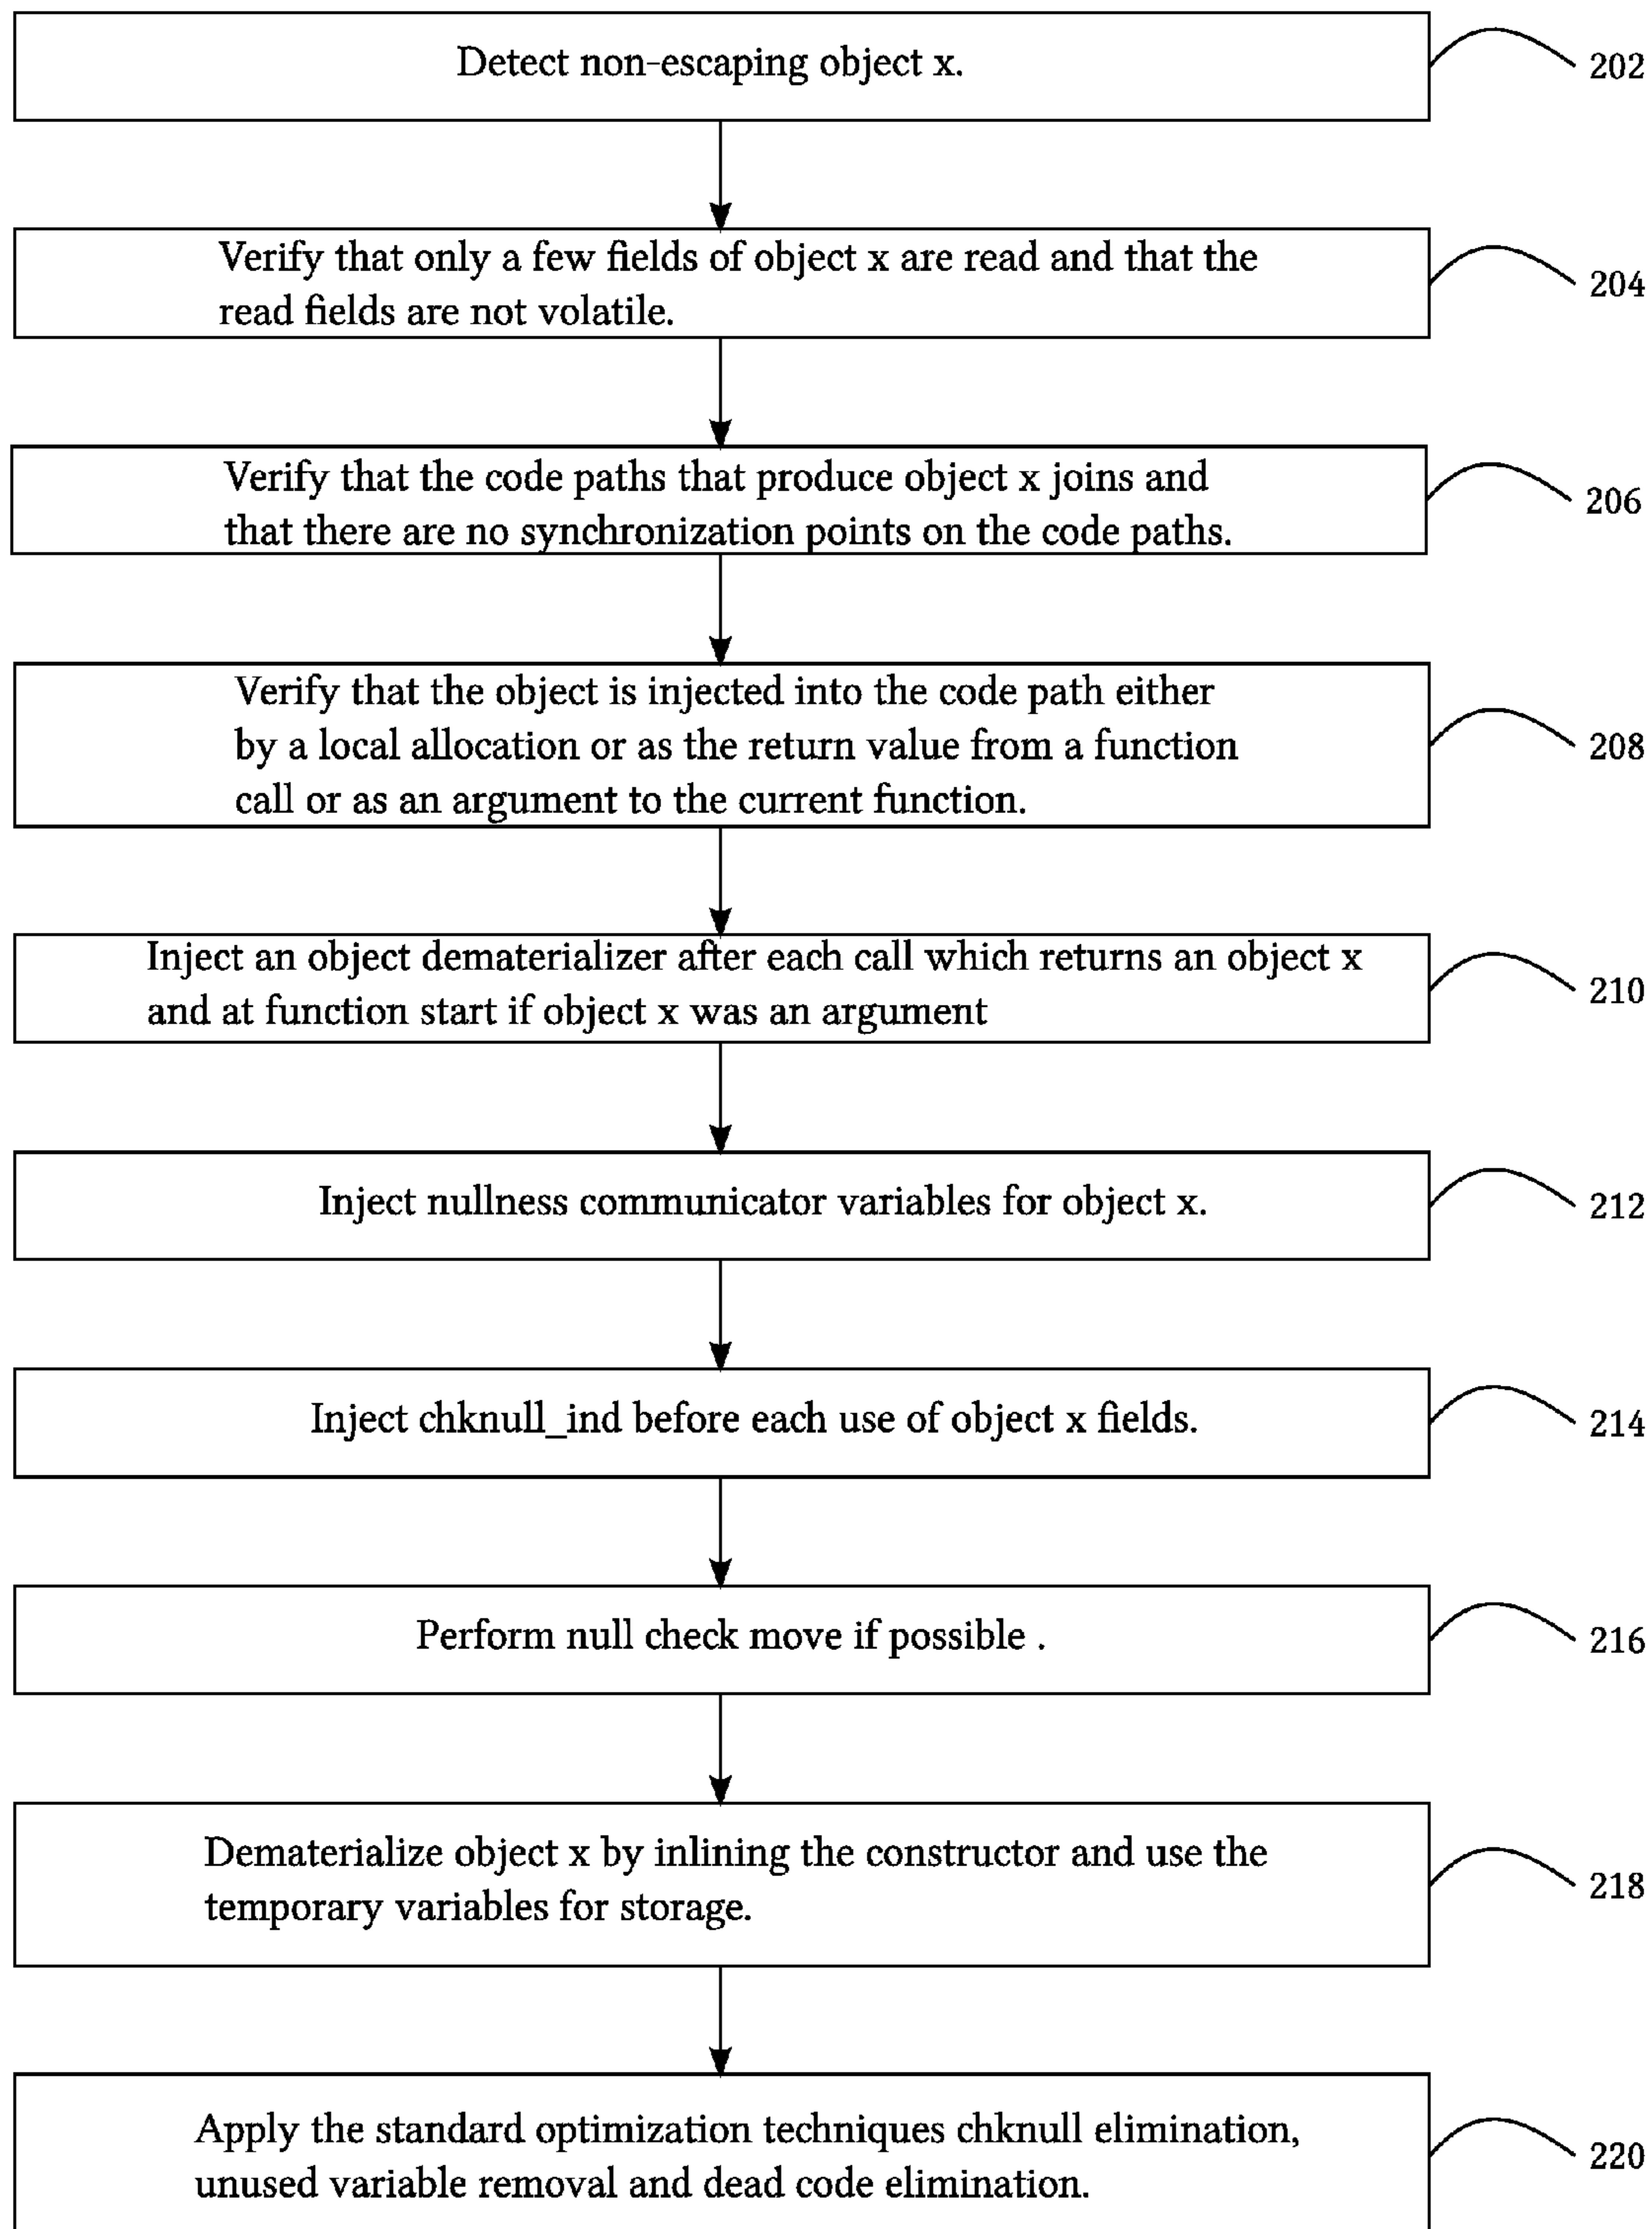 Detect non-escaping object x.
202
Verify that only a few fields of object x are read and that the
read fields are not volatile.
204
Verify that the code paths that produce object x joins and
that there are no synchronization points on the code paths.
206
Verify that the object is injected into the code path either
by a local allocation or as the return value from a function
call or as an argument to the current function.
208
Inject an object dematerializer after each call which returns an object x
and at function start if object x was an argument
210
Inject nullness communicator variables for object x.
212
Inject chknull_ind before each use of object x fields.
214
Perform null check move if possible .
216
Dematerialize object x by inlining the constructor and use the
temporary variables for storage.
218
Apply the standard optimization techniques chknull elimination,
unused variable removal and dead code elimination.
220